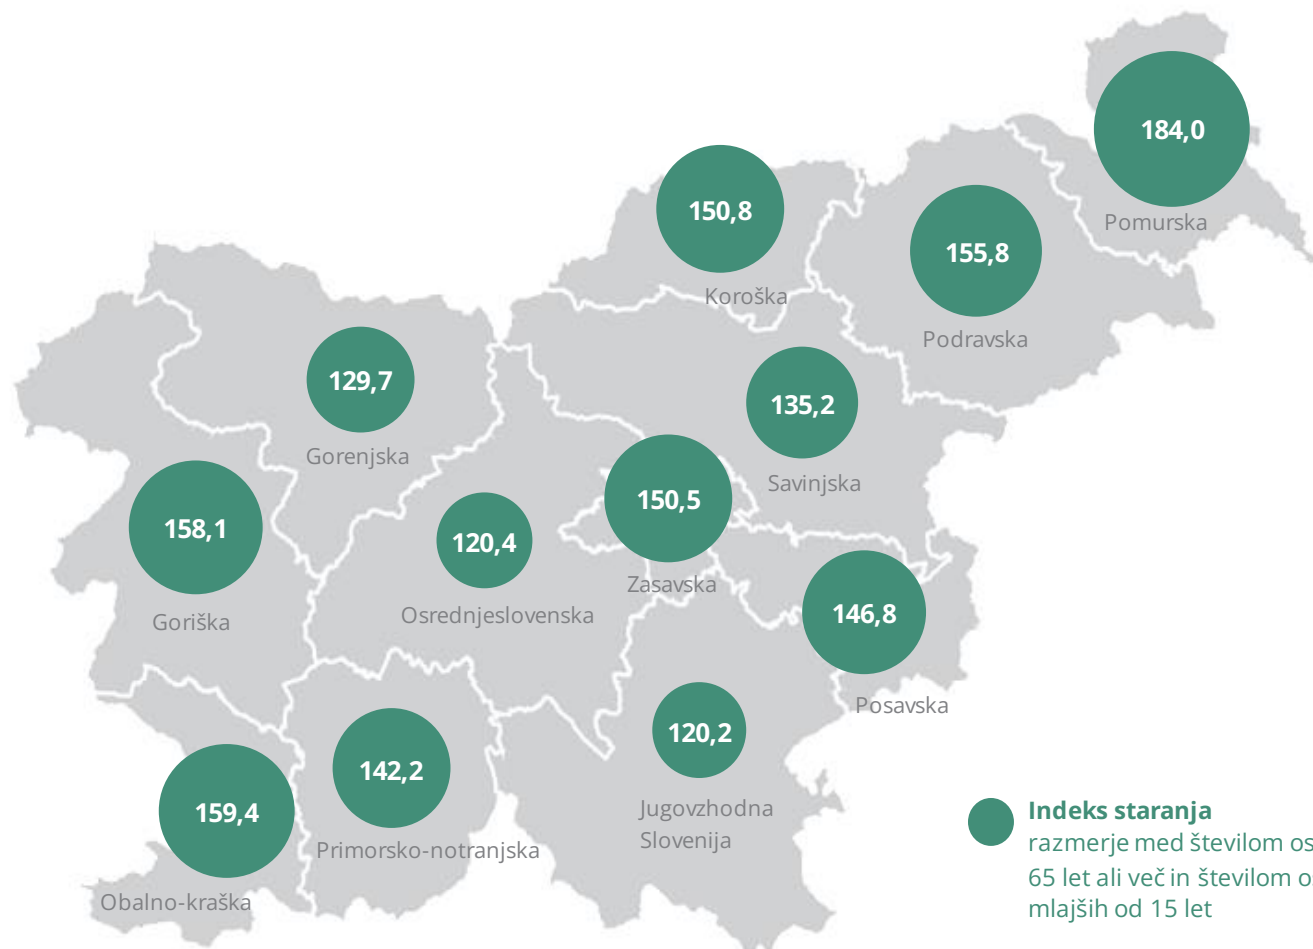 184,0
Pomurska
150,8
Koroška
155,8
Podravska
129,7
Gorenjska
135,2
Savinjska
158,1
Goriška
120,4
Osrednjeslovenska
150,5
Zasavska
146,8
Posavska
120,2
Jugovzhodna
Slovenija
142,2
Primorsko-notranjska
159,4
Obalno-kraška
Indeks staranja
razmerje med številom os
65 let ali več in številom o
mlajših od 15 let